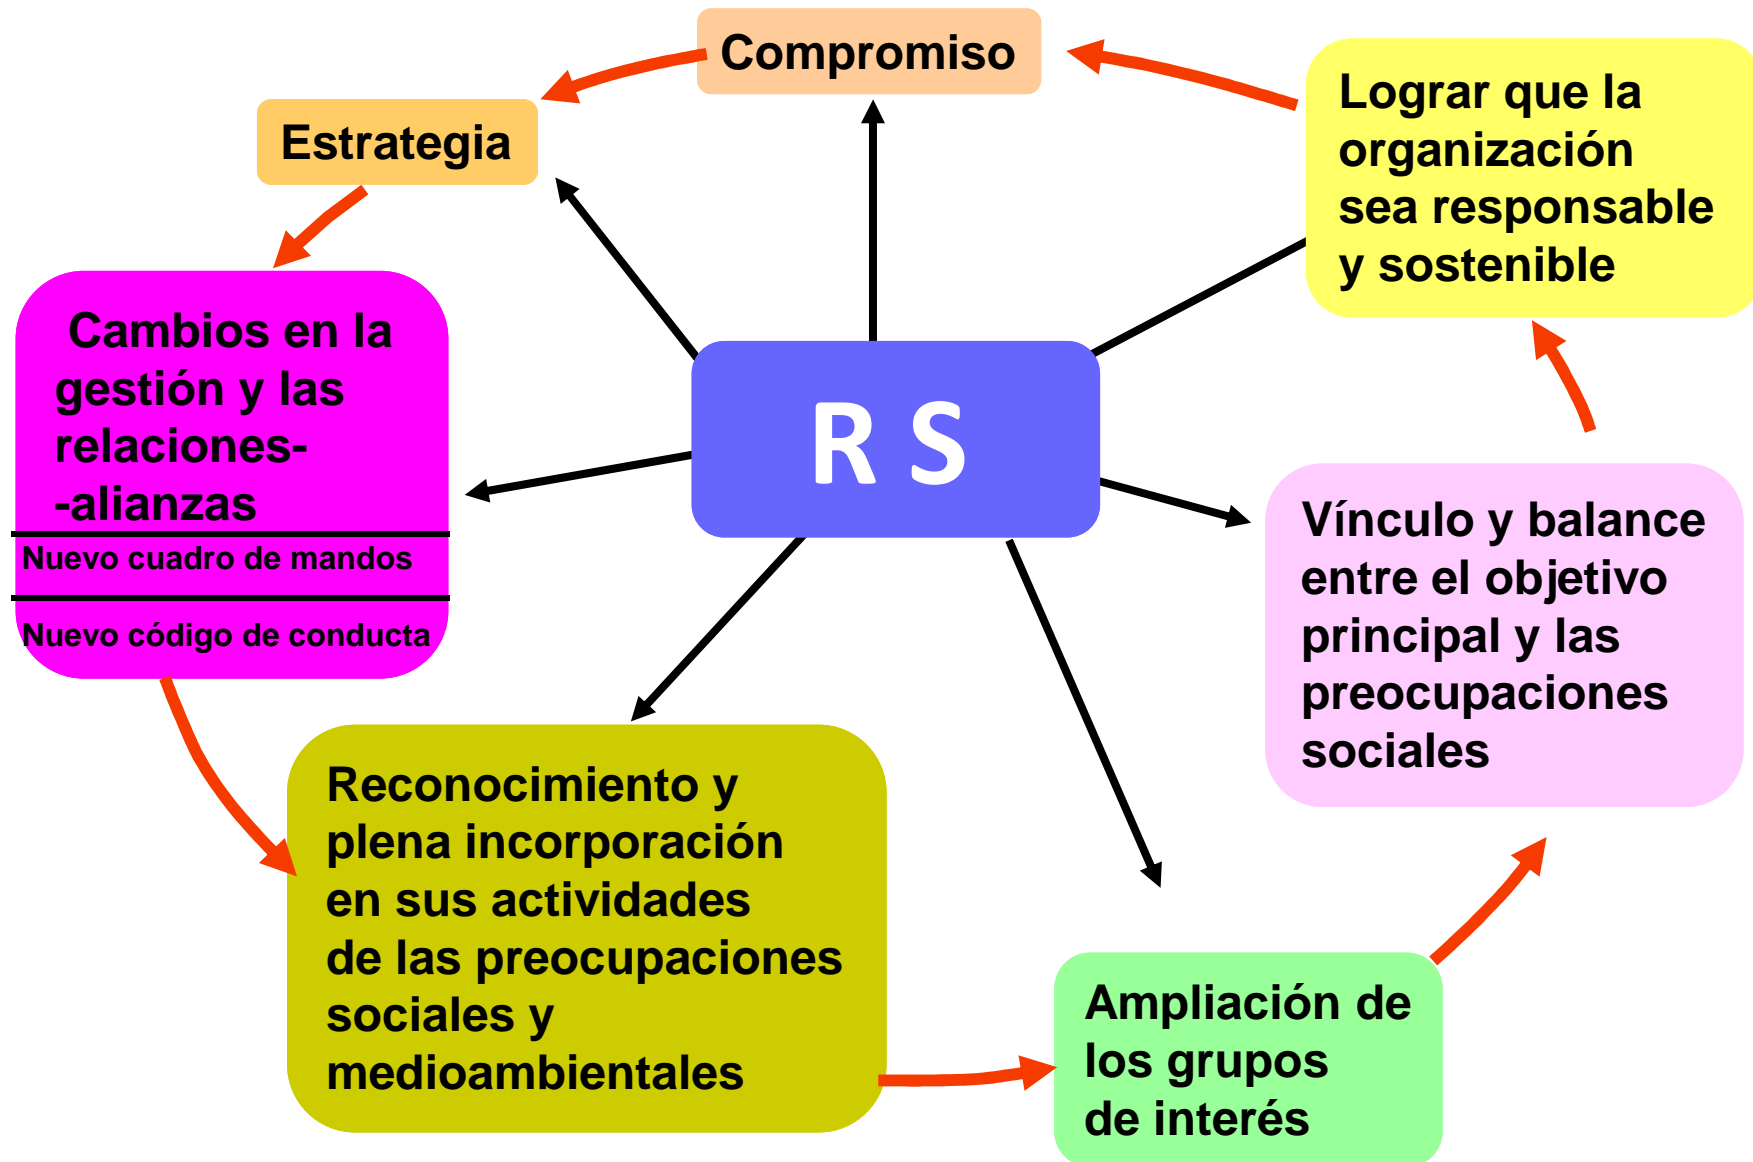 Compromiso
Estrategia
Lograr que la
organización
sea responsable
y sostenible
Cambios en la
gestión y las
relaciones-
-alianzas
Nuevo cuadro de mandos
Nuevo código de conducta
R S
Vínculo y balance
entre el objetivo
principal y las
preocupaciones
sociales
Reconocimiento y
plena incorporación
en sus actividades
de las preocupaciones
sociales y
medioambientales
Ampliación de
los grupos
de interés